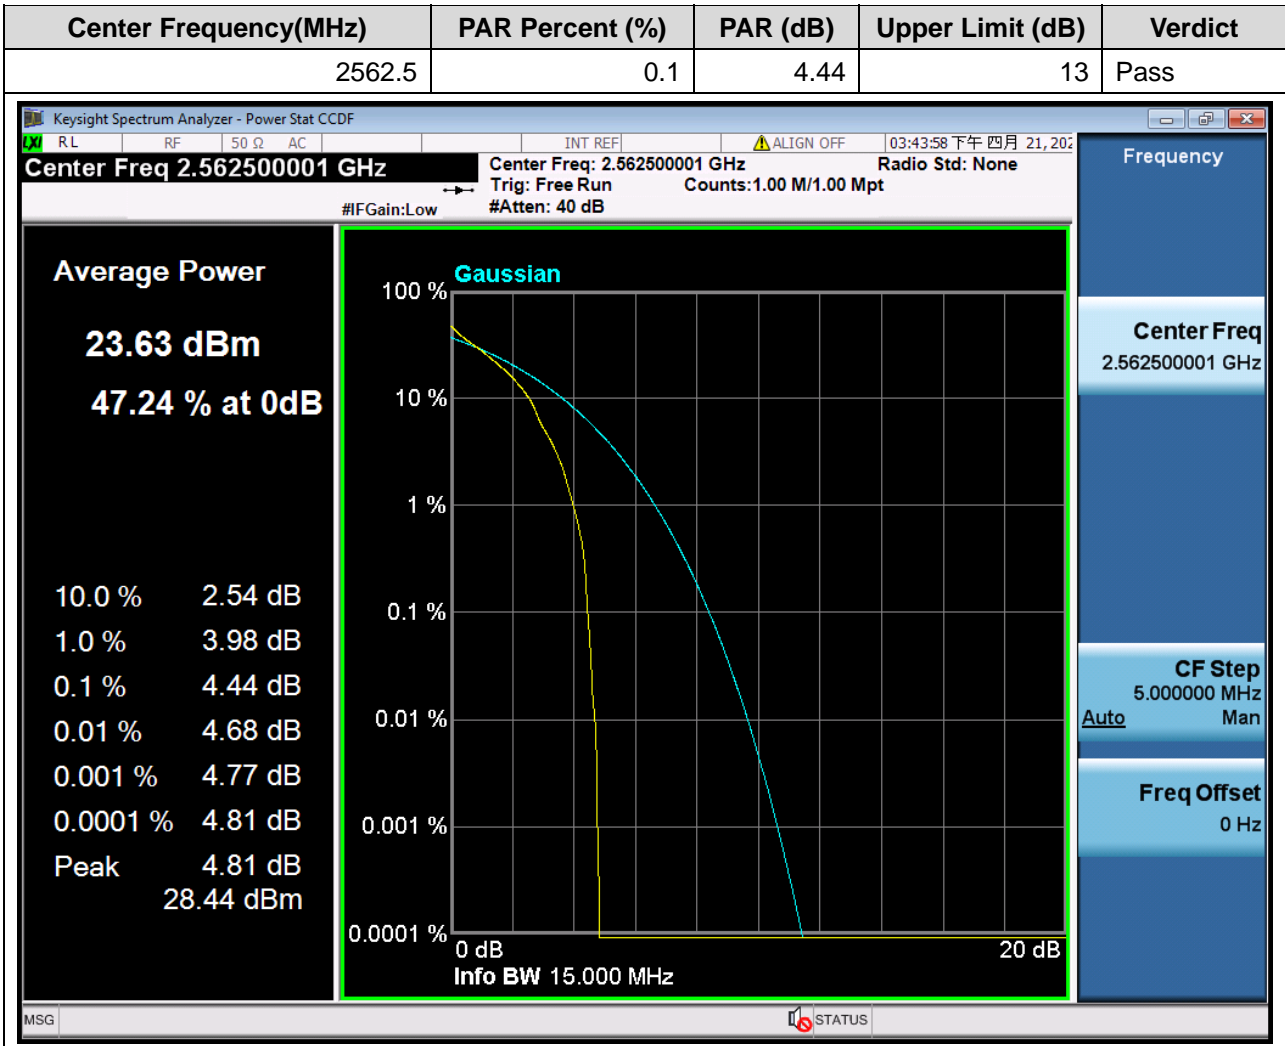 Center Frequency(MHz) PAR Percent (%) PAR (dB) Upper Limit (dB) Verdict
2562.5 0.1 4.44 13 Pass
Keysight Spectrum Analyzer - Power Stat CCDF
LXI RL RF 50 Ω AC INT REF ALIGN OFF 03:43:58 下午 四月 21, 202
Center Freq 2.562500001 GHz
Center Freq: 2.562500001 GHz Radio Std: None
Trig: Free Run Counts:1.00 M/1.00 Mpt
#IFGain:Low #Atten: 40 dB
Average Power
23.63 dBm
47.24 % at 0dB
10.0 % 2.54 dB
1.0 % 3.98 dB
0.1 % 4.44 dB
0.01 % 4.68 dB
0.001 % 4.77 dB
0.0001 % 4.81 dB
Peak 4.81 dB
28.44 dBm
Gaussian
100 %
10 %
1 %
0.1 %
0.01 %
0.001 %
0.0001 %
0 dB 20 dB
Info BW 15.000 MHz
Frequency
Center Freq
2.562500001 GHz
CF Step
5.000000 MHz
Auto Man
Freq Offset
0 Hz
MSG STATUS